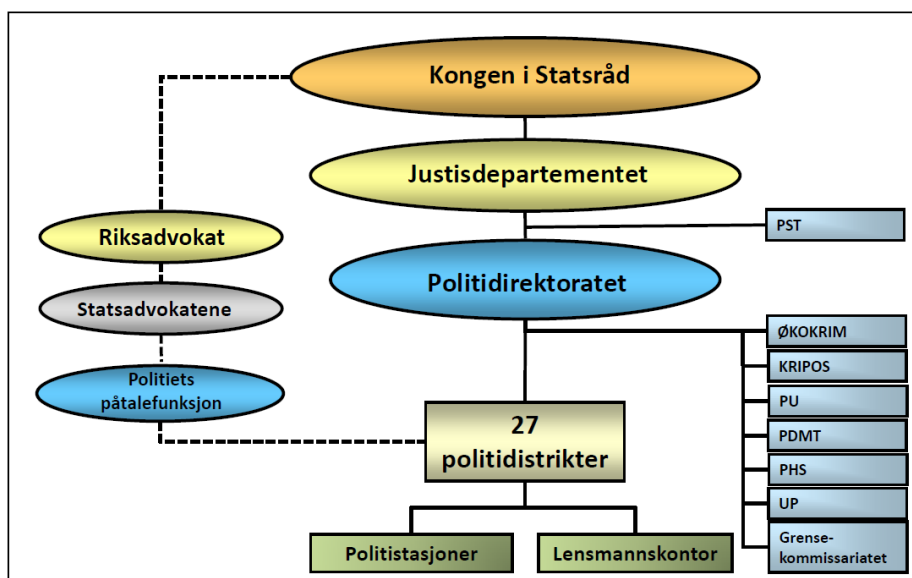 Kongen i Statsråd
Justisdepartementet
PST
Riksadvokat
Politidirektoratet
Statsadvokatene
ØKOKRIM
KRIPOS
Politiets
påtalefunksjon
PU
27
politidistrikter
PDMT
PHS
UP
Politistasjoner
Lensmannskontor
Grense-
kommissariatet